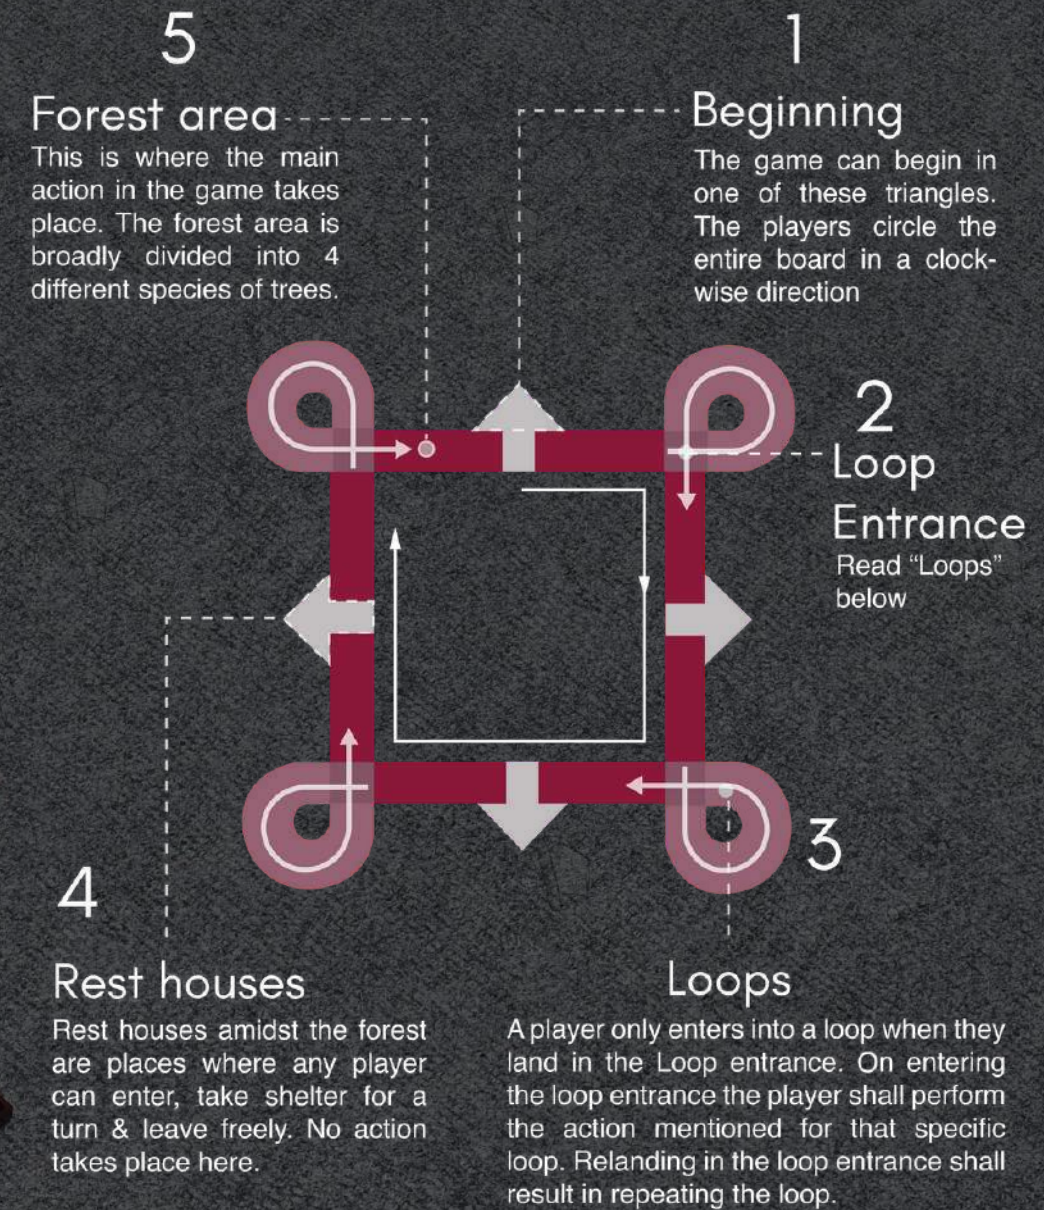 5
Forest area
This is where the main
action in the game takes
place. The forest area is
broadly divided into 4
different species of trees.
1
Beginning
The game can begin in
one of these triangles.
The players circle the
entire board in a clock-
wise direction
2
Loop
Entrance
Read “Loops”
below
3
Loops
A player only enters into a loop when they
land in the Loop entrance. On entering
the loop entrance the player shall perform
the action mentioned for that specific
loop. Relanding in the loop entrance shall
result in repeating the loop.
4
Rest houses
Rest houses amidst the forest
are places where any player
can enter, take shelter for a
turn & leave freely. No action
takes place here.